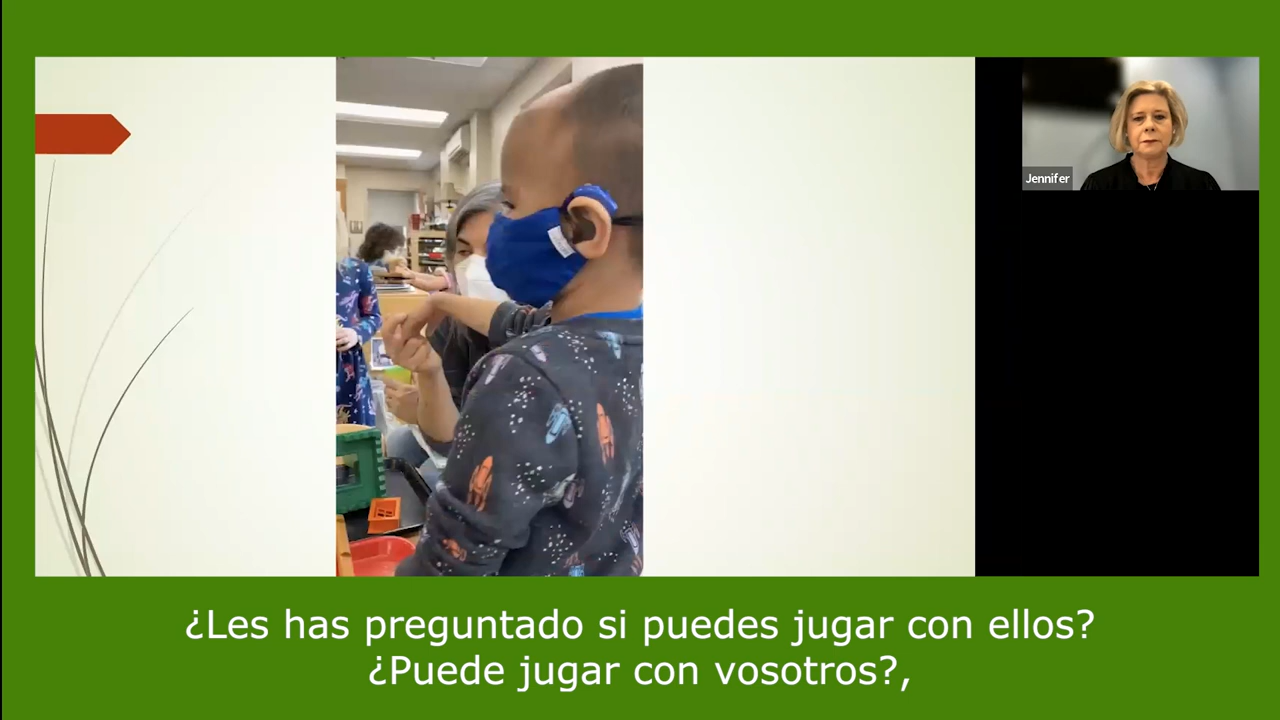 Jennifer
¿Les has preguntado si puedes jugar con ellos?
¿Puede jugar con vosotros?,